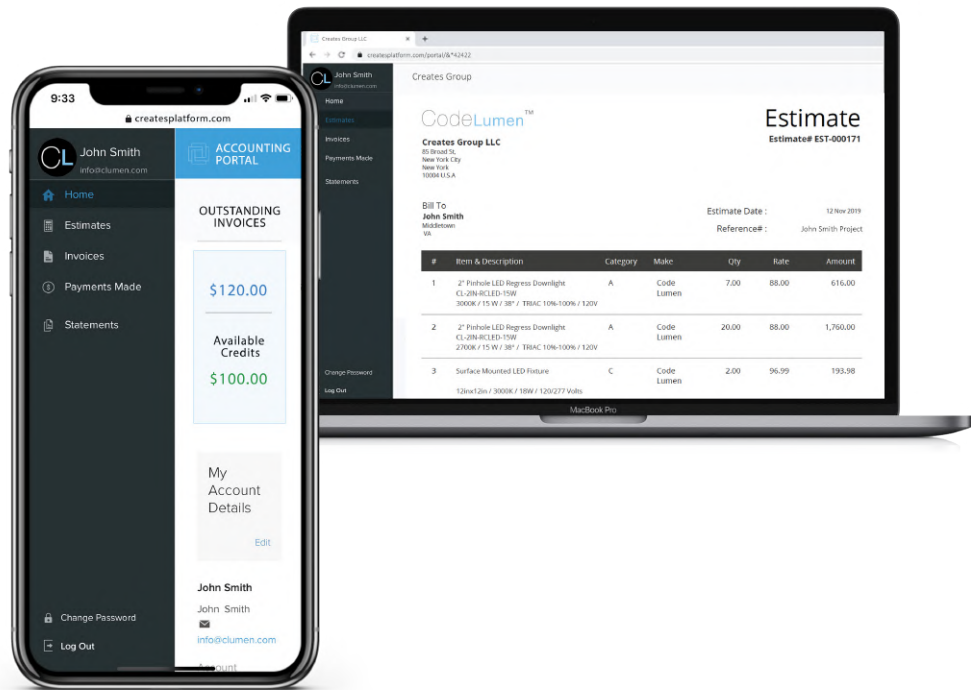 Creates Group LLC
createsplatform.com/portal/&*42422
CL John Smith
info@clumen.com
Home
Estimates
Invoices
Payments Made
Statements
Change Password
Log Out
Creates Group
CodeLumen™
Creates Group LLC
85 Broad St,
New York City
New York
10004 U.S.A
Estimate
Estimate# EST-000171
Bill To
John Smith
Middletown
VA
Estimate Date : 12 Nov 2019
Reference# : John Smith Project
# Item & Description Category Make Qty Rate Amount
1 2" Pinhole LED Regress Downlight A Code 7.00 88.00 616.00
CL-2IN-RCLED-15W Lumen
3000K / 15 W / 38° / TRIAC 10%-100% / 120V
2 2" Pinhole LED Regress Downlight A Code 20.00 88.00 1,760.00
CL-2IN-RCLED-15W Lumen
2700K / 15 W / 38° / TRIAC 10%-100% / 120V
3 Surface Mounted LED Fixture C Code 2.00 96.99 193.98
Lumen
12inx12in / 3000K / 18W / 120/277 Volts
MacBook Pro
9:33
createsplatform.com
CL John Smith
info@clumen.com
Home
Estimates
Invoices
Payments Made
Statements
Change Password
Log Out
ACCOUNTING
PORTAL
OUTSTANDING
INVOICES
$120.00
Available
Credits
$100.00
My
Account
Details
Edit
John Smith
John Smith
info@clumen.com
Account